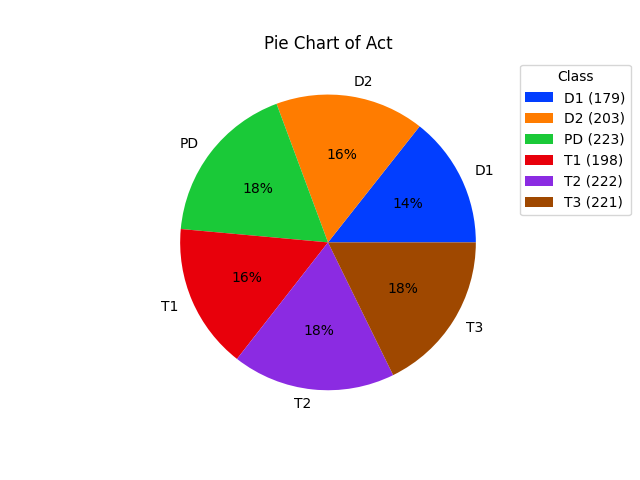 Pie Chart of Act
Class
D1 (179)
D2 (203)
PD (223)
T1 (198)
T2 (222)
T3 (221)
D2
PD
D1
16%
18%
14%
16%
18%
18%
T1
T3
T2